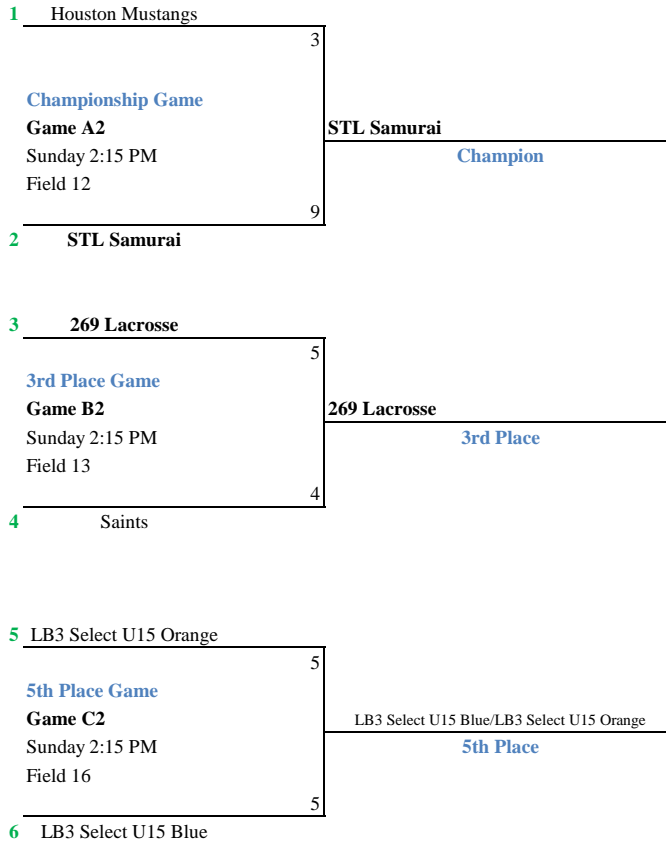 1 Houston Mustangs
3
Championship Game
Game A2
STL Samurai
Sunday 2:15 PM
Champion
Field 12
9
2 STL Samurai
3 269 Lacrosse
5
3rd Place Game
Game B2
269 Lacrosse
Sunday 2:15 PM
3rd Place
Field 13
4
4 Saints
5 LB3 Select U15 Orange
5
5th Place Game
Game C2
LB3 Select U15 Blue/LB3 Select U15 Orange
Sunday 2:15 PM
5th Place
Field 16
5
6 LB3 Select U15 Blue